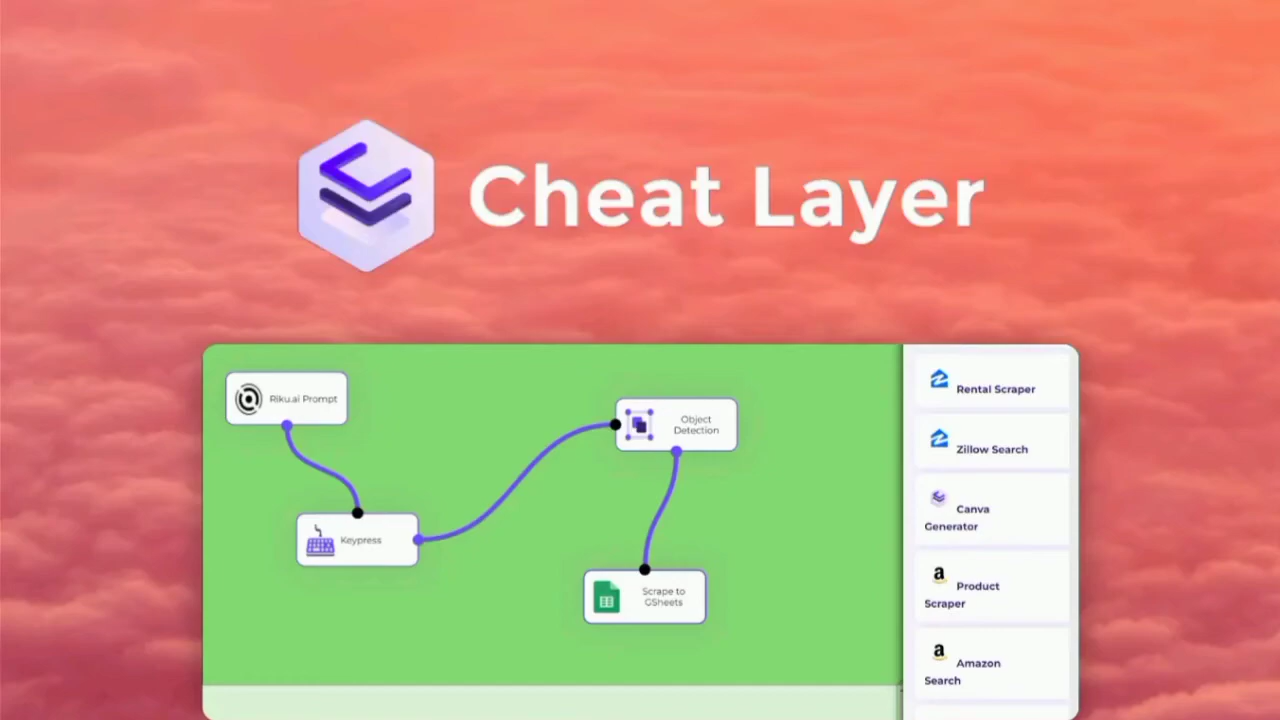 Cheat Layer
Riku.ai Prompt
Keypress
Object
Detection
Scrape to
GSheets
Rental Scraper
Zillow Search
Canva
Generator
a
Product
Scraper
a
Amazon
Search